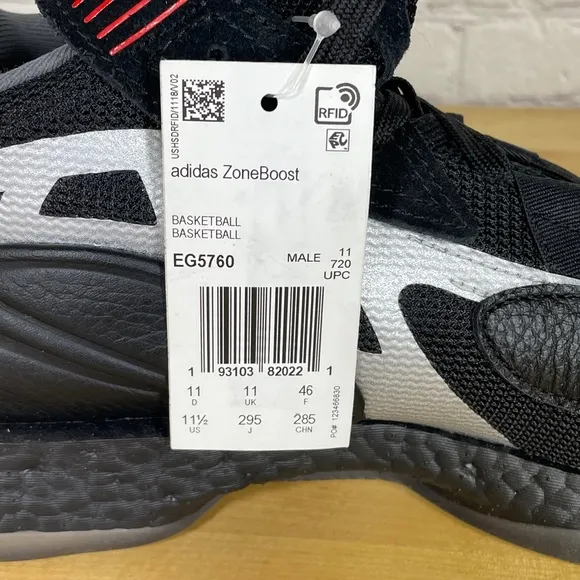 USHSDRFID/1118/V02
RFID
adidas ZoneBoost
BASKETBALL
BASKETBALL
EG5760 MALE 11
720
UPC
1 93103 82022 1
11 11 46
D UK F
11½ 295 285
US J CHN
PO# 123466830